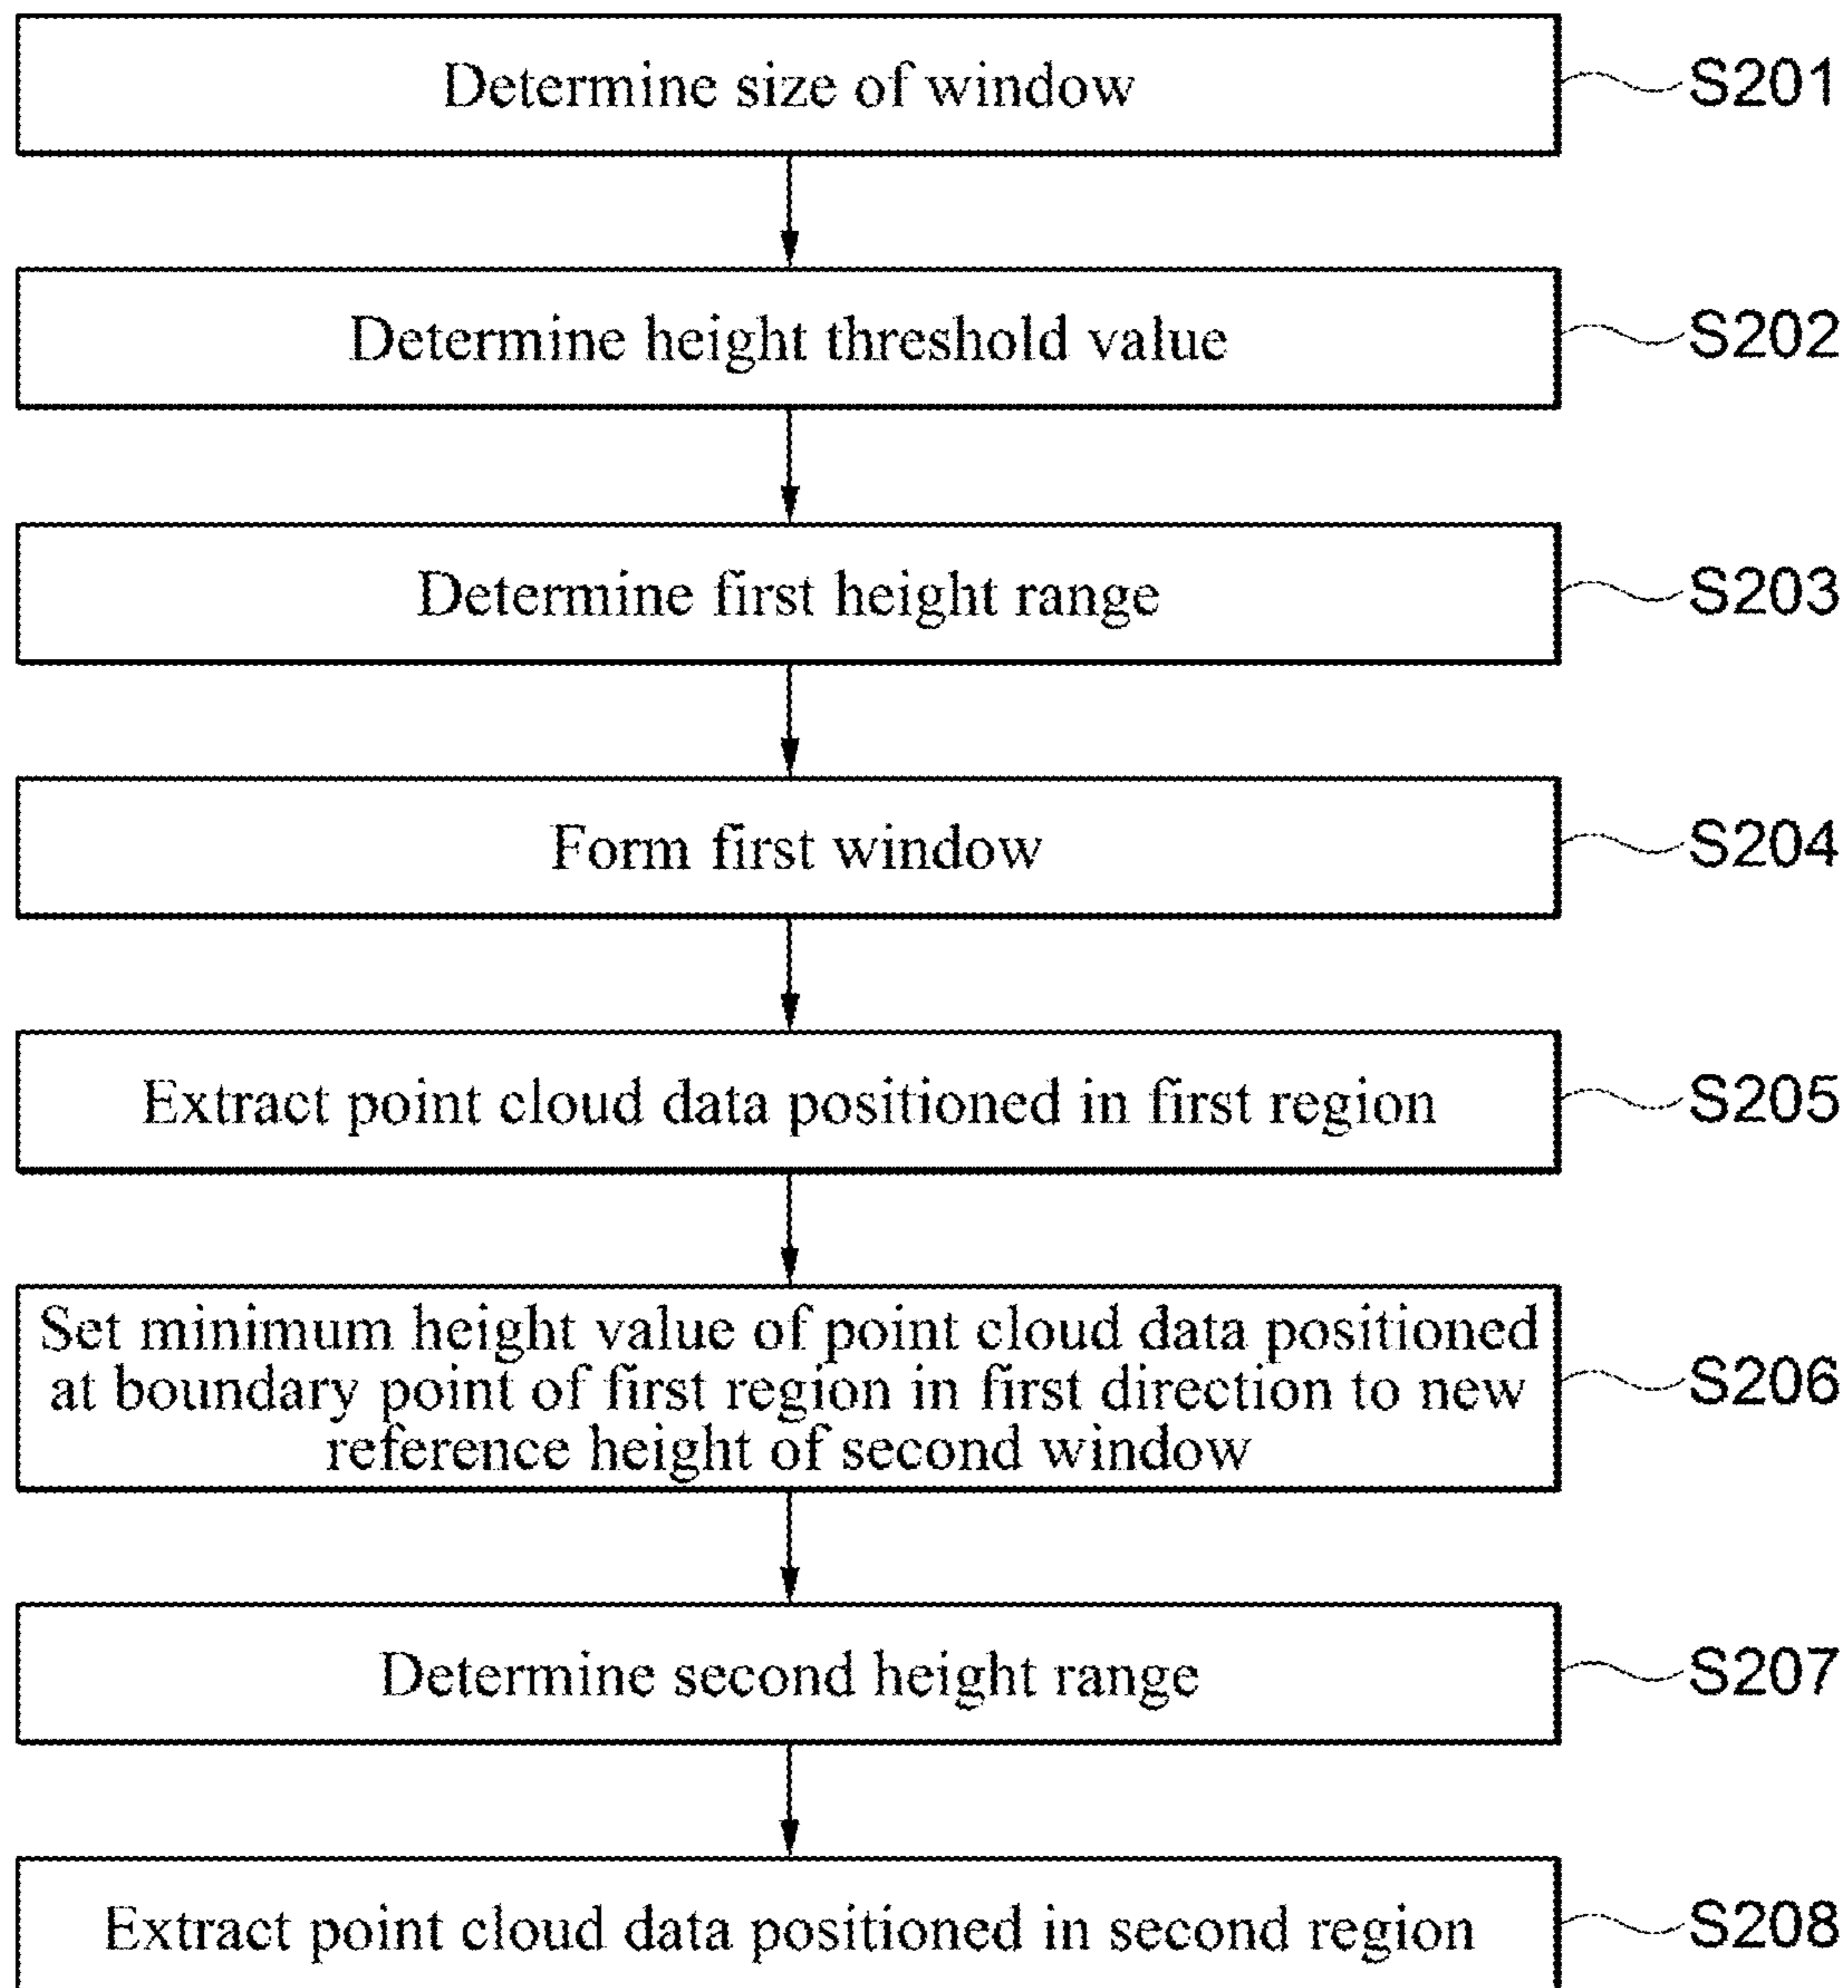 Determine size of window
S201
Determine height threshold value
S202
Determine first height range
S203
Form first window
S204
Extract point cloud data positioned in first region
S205
Set minimum height value of point cloud data positioned
at boundary point of first region in first direction to new
reference height of second window
S206
Determine second height range
S207
Extract point cloud data positioned in second region
S208